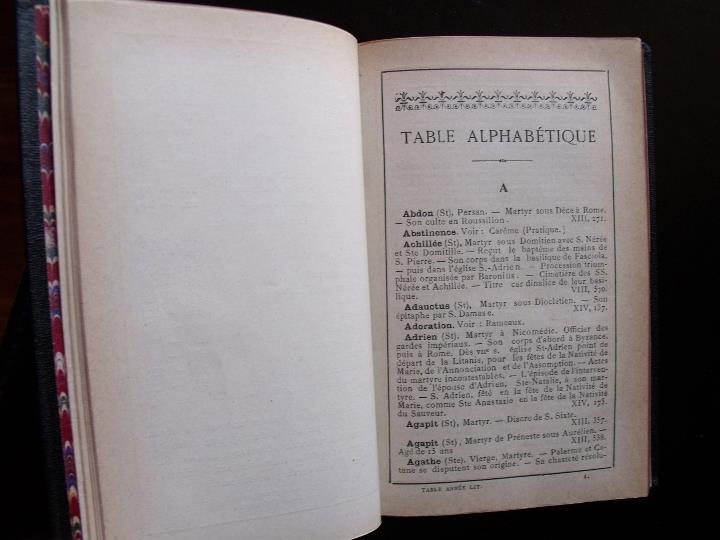 TABLE ALPHABÉTIQUE
A
Abdon (St), Persan. — Martyr sous Dèce à Rome.
— Son culte en Roussillon. XIII, 271.
Abstinence. Voir : Carême (Pratique.)
Achillée (St), Martyr sous Domitien avec S. Nérée
et Ste Domitille. — Reçut le baptême des mains de
S. Pierre. — Son corps dans la basilique de Fasciola.
— puis dans l'église S.-Adrien. — Procession triom-
phale organisée par Baronius. — Cimetière des SS.
Nérée et Achillée. — Titre car dinalice de leur basi-
lique. VIII, 570.
Adauctus (St), Martyr sous Dioclétien. — Son
épitaphe par S. Damas e. XIV, 137.
Adoration. Voir : Rameaux.
Adrien (St). Martyr à Nicomédie. Officier des
gardes impériaux. — Son corps d'abord à Byzance,
puis à Rome. Dès VIIe s. église St-Adrien point de
départ de la Litanie, pour les fêtes de la Nativité de
Marie, de l'Annonciation et de l'Assomption. — Actes
du martyre incontestables. — L'épisode de l'interven-
tion de l'épouse d'Adrien, Ste-Natalie, à son mar-
tyre. — S. Adrien, fêté en la fête de la Nativité de
Marie, comme Ste Anastasie en la fête de la Nativité
du Sauveur. XIV, 175.
Agapit (St), Martyr. — Diacre de S. Sixte.
XIII, 357.
Agapit (St), Martyr de Préneste sous Aurélien. —
Agé de 15 ans XIII, 538.
Agathe (Ste). Vierge, Martyre. — Palerme et Ca-
tane se disputent son origine. — Sa chasteté résolu-
TABLE ANNÉE LIT. 1.